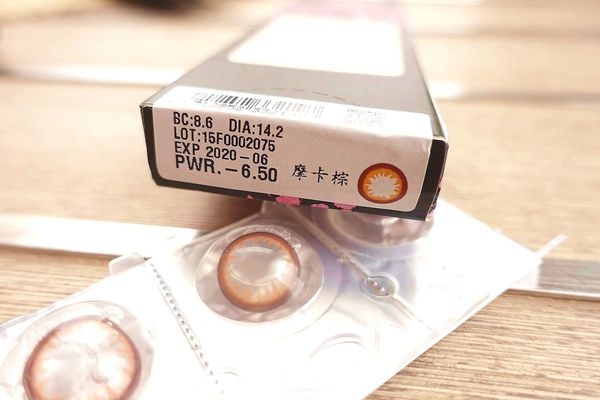 BC:8.6 DIA:14.2
LOT:15F0002075
EXP 2020-06
PWR.-6.50 摩卡棕